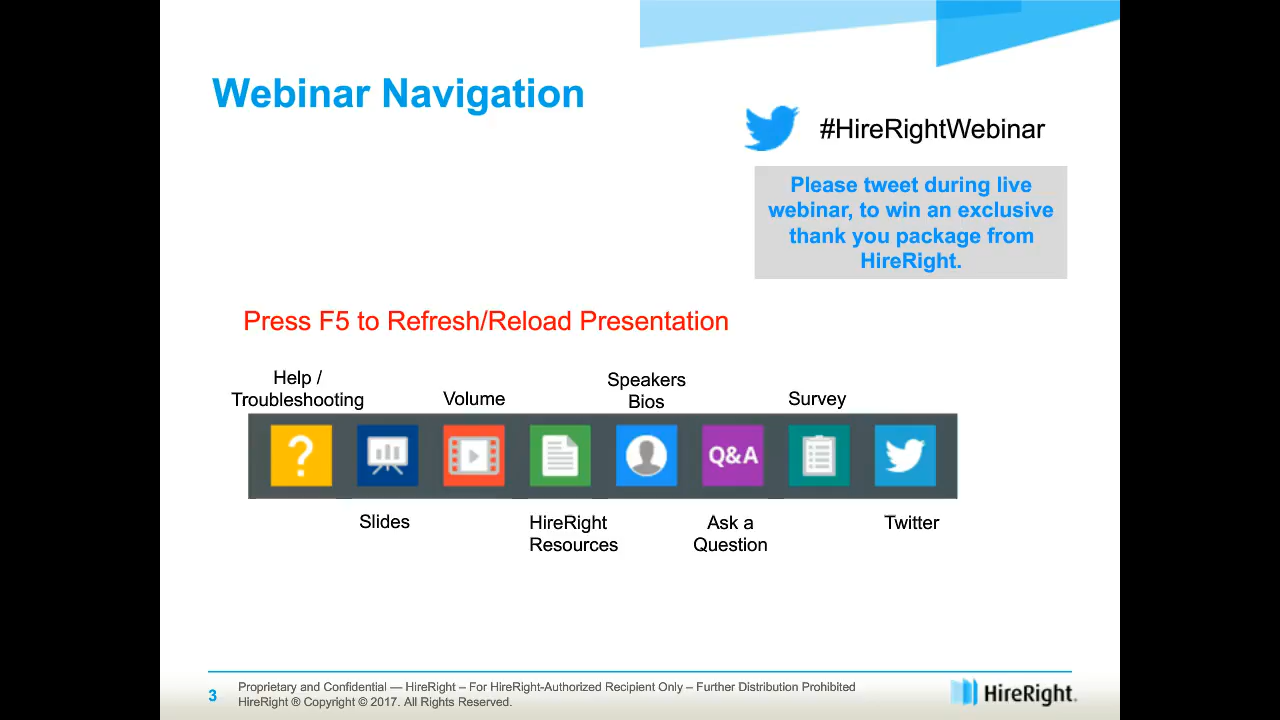 Webinar Navigation
#HireRightWebinar
Please tweet during live
webinar, to win an exclusive
thank you package from
HireRight.
Press F5 to Refresh/Reload Presentation
Help /
Troubleshooting
Volume
Speakers
Bios
Survey
?
Q&A
Slides
HireRight
Resources
Ask a
Question
Twitter
3
Proprietary and Confidential — HireRight – For HireRight-Authorized Recipient Only – Further Distribution Prohibited
HireRight ® Copyright © 2017. All Rights Reserved.
HireRight.